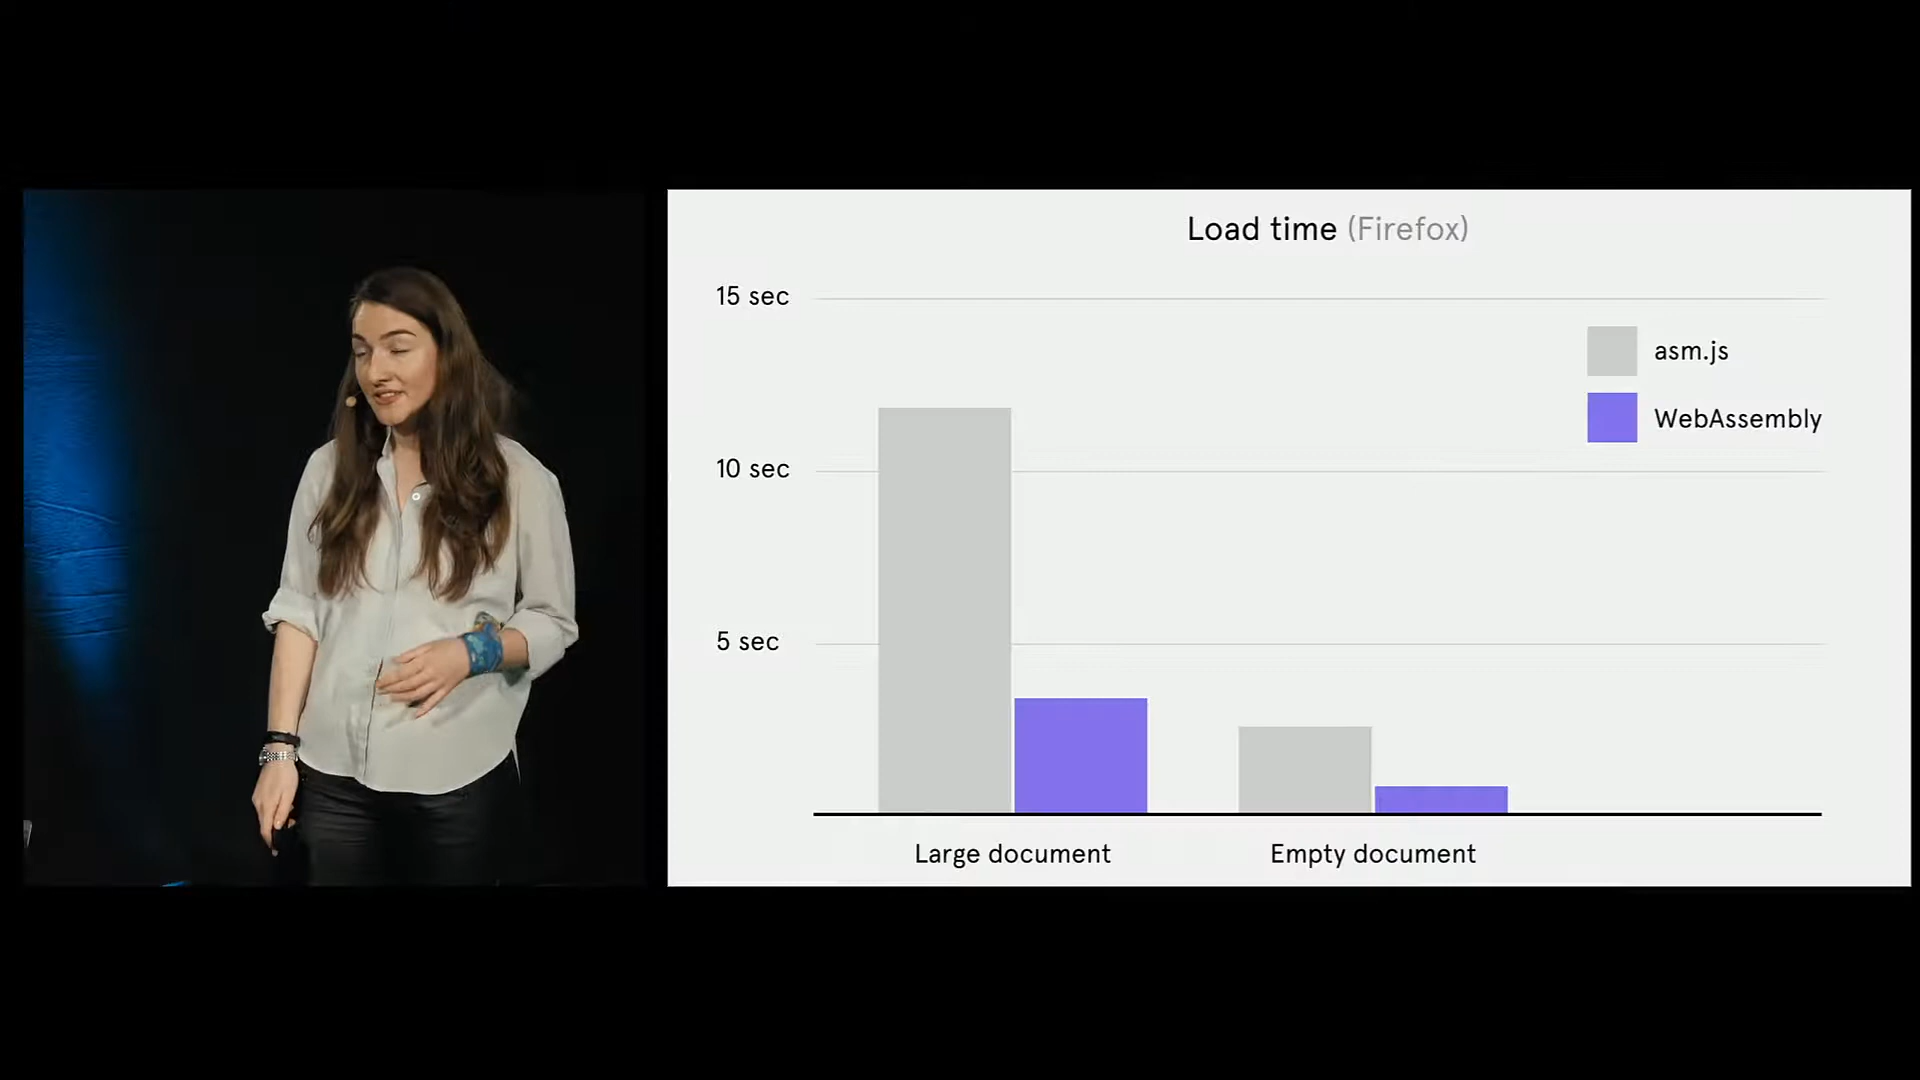 Load time (Firefox)
15 sec
asm.js
WebAssembly
10 sec
5 sec
Large document
Empty document